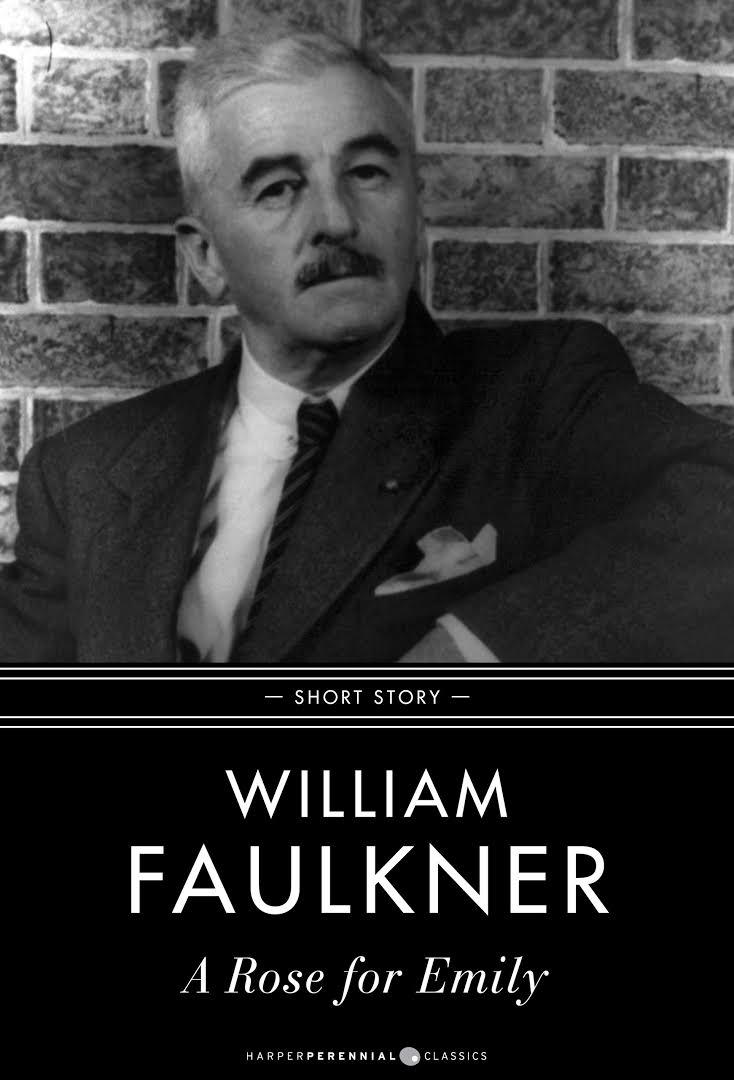 — SHORT STORY —
WILLIAM
FAULKNER
A Rose for Emily
HARPERPERENNIAL CLASSICS